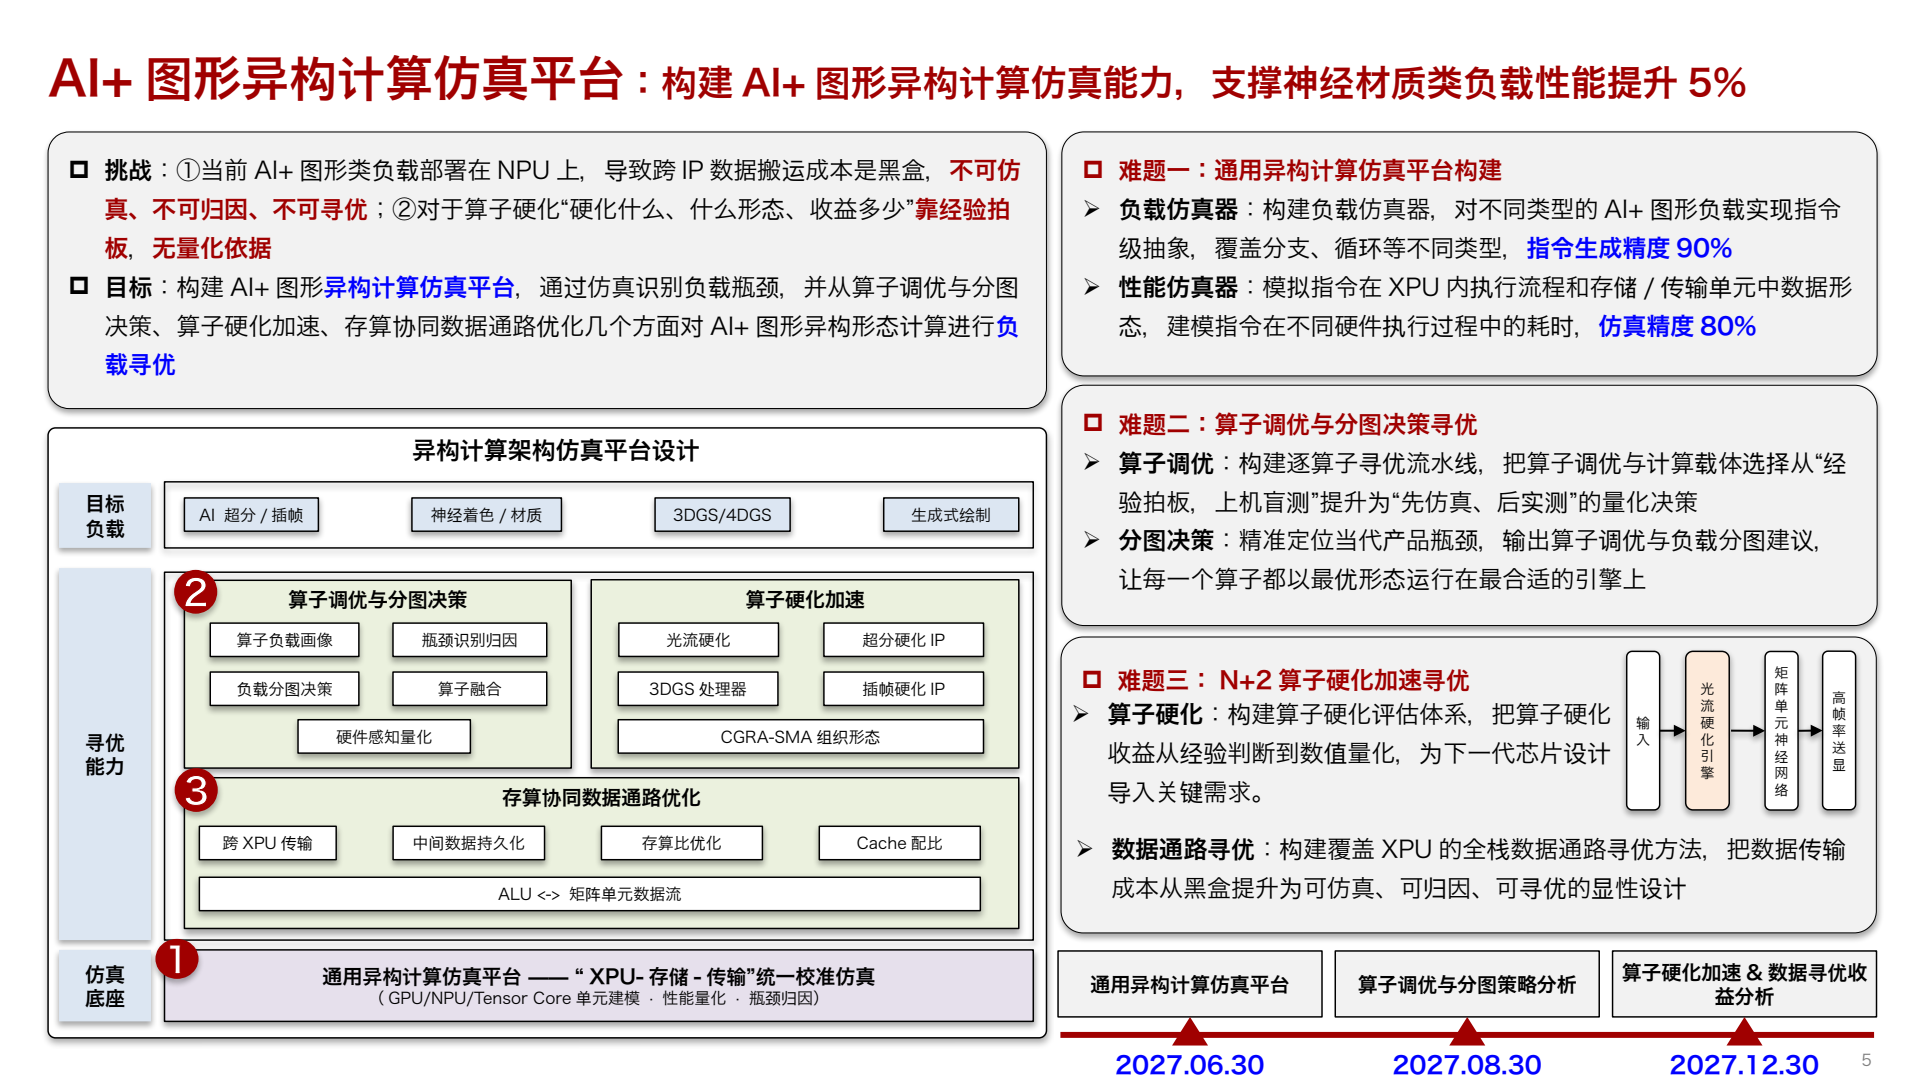 AI+ 图形异构计算仿真平台：构建 AI+ 图形异构计算仿真能力，支撑神经材质类负载性能提升 5%
挑战：①当前 AI+ 图形类负载部署在 NPU 上，导致跨 IP 数据搬运成本是黑盒，不可仿
真、不可归因、不可寻优；②对于算子硬化“硬化什么、什么形态、收益多少”靠经验拍
板，无量化依据
目标：构建 AI+ 图形异构计算仿真平台，通过仿真识别负载瓶颈，并从算子调优与分图
决策、算子硬化加速、存算协同数据通路优化几个方面对 AI+ 图形异构形态计算进行负
载寻优
异构计算架构仿真平台设计
目标
负载
AI 超分 / 插帧
神经着色 / 材质
3DGS/4DGS
生成式绘制
寻优
能力
2
算子调优与分图决策
算子负载画像
瓶颈识别归因
负载分图决策
算子融合
硬件感知量化
算子硬化加速
光流硬化
超分硬化 IP
3DGS 处理器
插帧硬化 IP
CGRA-SMA 组织形态
3
存算协同数据通路优化
跨 XPU 传输
中间数据持久化
存算比优化
Cache 配比
ALU <-> 矩阵单元数据流
仿真
底座
1
通用异构计算仿真平台 —— “ XPU- 存储 - 传输”统一校准仿真
（ GPU/NPU/Tensor Core 单元建模 · 性能量化 · 瓶颈归因）
难题一：通用异构计算仿真平台构建
负载仿真器：构建负载仿真器，对不同类型的 AI+ 图形负载实现指令
级抽象，覆盖分支、循环等不同类型，指令生成精度 90%
性能仿真器：模拟指令在 XPU 内执行流程和存储 / 传输单元中数据形
态，建模指令在不同硬件执行过程中的耗时，仿真精度 80%
难题二：算子调优与分图决策寻优
算子调优：构建逐算子寻优流水线，把算子调优与计算载体选择从“经
验拍板，上机盲测”提升为“先仿真、后实测”的量化决策
分图决策：精准定位当代产品瓶颈，输出算子调优与负载分图建议，
让每一个算子都以最优形态运行在最合适的引擎上
难题三： N+2 算子硬化加速寻优
算子硬化：构建算子硬化评估体系，把算子硬化
收益从经验判断到数值量化，为下一代芯片设计
导入关键需求。
输入
光流硬化引擎
矩阵单元神经网络
高帧率送显
数据通路寻优：构建覆盖 XPU 的全栈数据通路寻优方法，把数据传输
成本从黑盒提升为可仿真、可归因、可寻优的显性设计
通用异构计算仿真平台
算子调优与分图策略分析
算子硬化加速 & 数据寻优收
益分析
2027.06.30
2027.08.30
2027.12.30
5